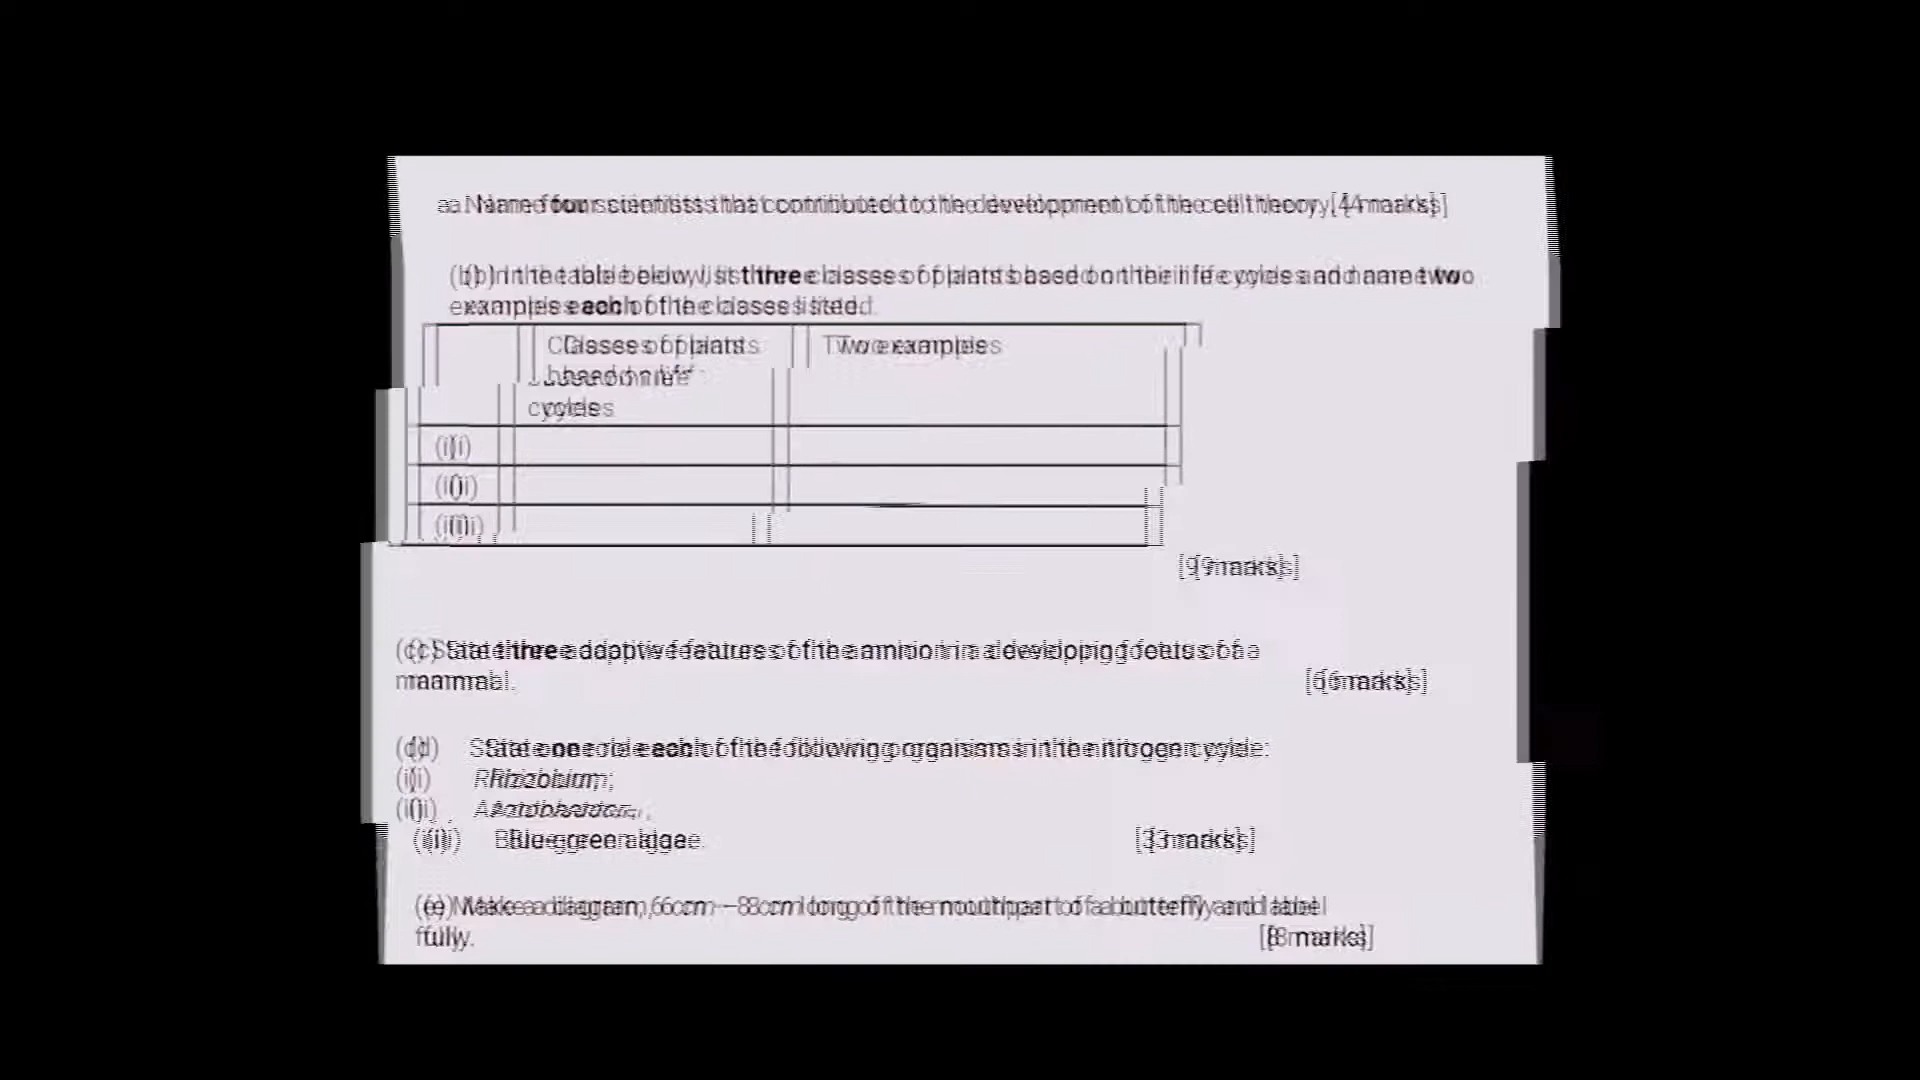 a. Name four scientists that contributed to the development of the cell theory. [4 marks]
(b) In the table below, list three classes of plants based on their life cycles and name two
examples each of the classes listed.
Classes of plants
based on life
cycles
Two examples
(i)
(ii)
(iii)
[9 marks]
(c) State three adaptive features of the amnion in a developing foetus of a
mammal. [6 marks]
(d) State one role each of the following organisms in the nitrogen cycle:
(i) Rhizobium;
(ii) Azotobacter;
(iii) Blue-green algae. [3 marks]
(e) Make a diagram, 6 cm – 8 cm long of the mouthpart of a butterfly and label
fully. [8 marks]